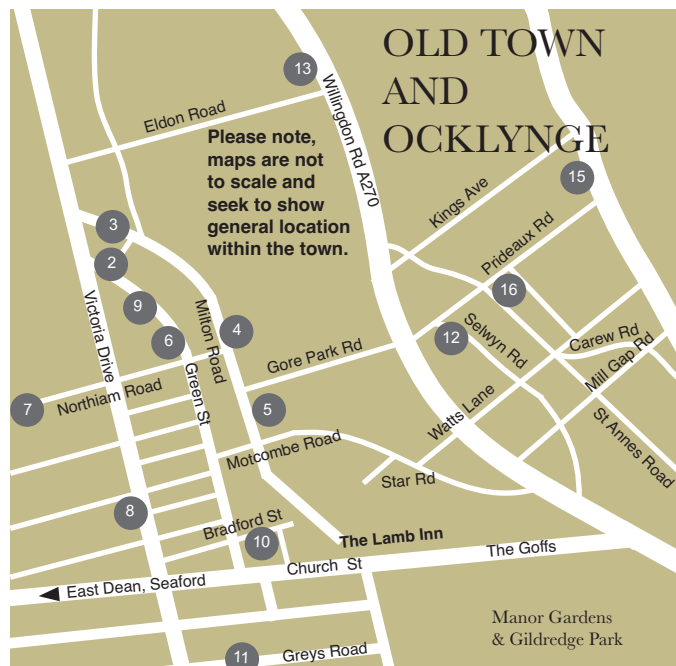 OLD TOWN
AND
OCKLYNGE
13
Eldon Road
Willingdon Rd A270
Please note,
maps are not
to scale and
seek to show
general location
within the town.
15
Kings Ave
3
Prideaux Rd
2
16
9
Victoria Drive
Milton Road
4
6
12
Selwyn Rd
Carew Rd
Gore Park Rd
Mill Gap Rd
Green St
7
Northiam Road
5
Watts Lane
St Annes Road
Motcombe Road
Star Rd
8
Bradford St
10
The Lamb Inn
The Goffs
Church St
East Dean, Seaford
Manor Gardens
& Gildredge Park
11
Greys Road